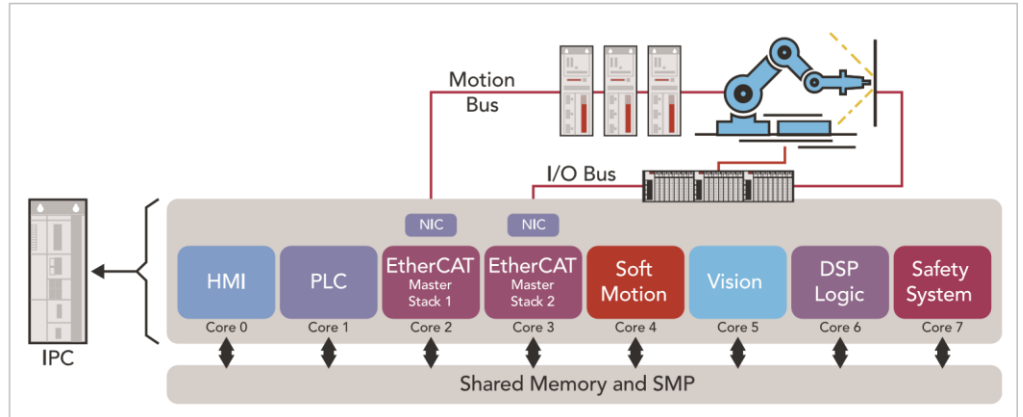 Motion
Bus
I/O Bus
NIC
NIC
HMI
PLC
EtherCAT
Master
Stack 1
EtherCAT
Master
Stack 2
Soft
Motion
Vision
DSP
Logic
Safety
System
Core 0
Core 1
Core 2
Core 3
Core 4
Core 5
Core 6
Core 7
IPC
Shared Memory and SMP